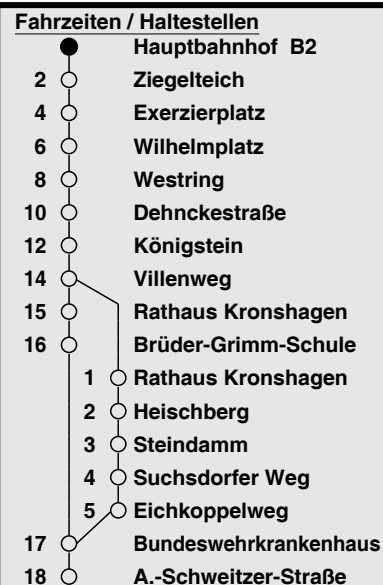 Fahrzeiten / Haltestellen
Hauptbahnhof B2
2 Ziegelteich
4 Exerzierplatz
6 Wilhelmplatz
8 Westring
10 Dehnckestraße
12 Königstein
14 Villenweg
15 Rathaus Kronshagen
16 Brüder-Grimm-Schule
1 Rathaus Kronshagen
2 Heischberg
3 Steindamm
4 Suchsdorfer Weg
5 Eichkoppelweg
17 Bundeswehrkrankenhaus
18 A.-Schweitzer-Straße